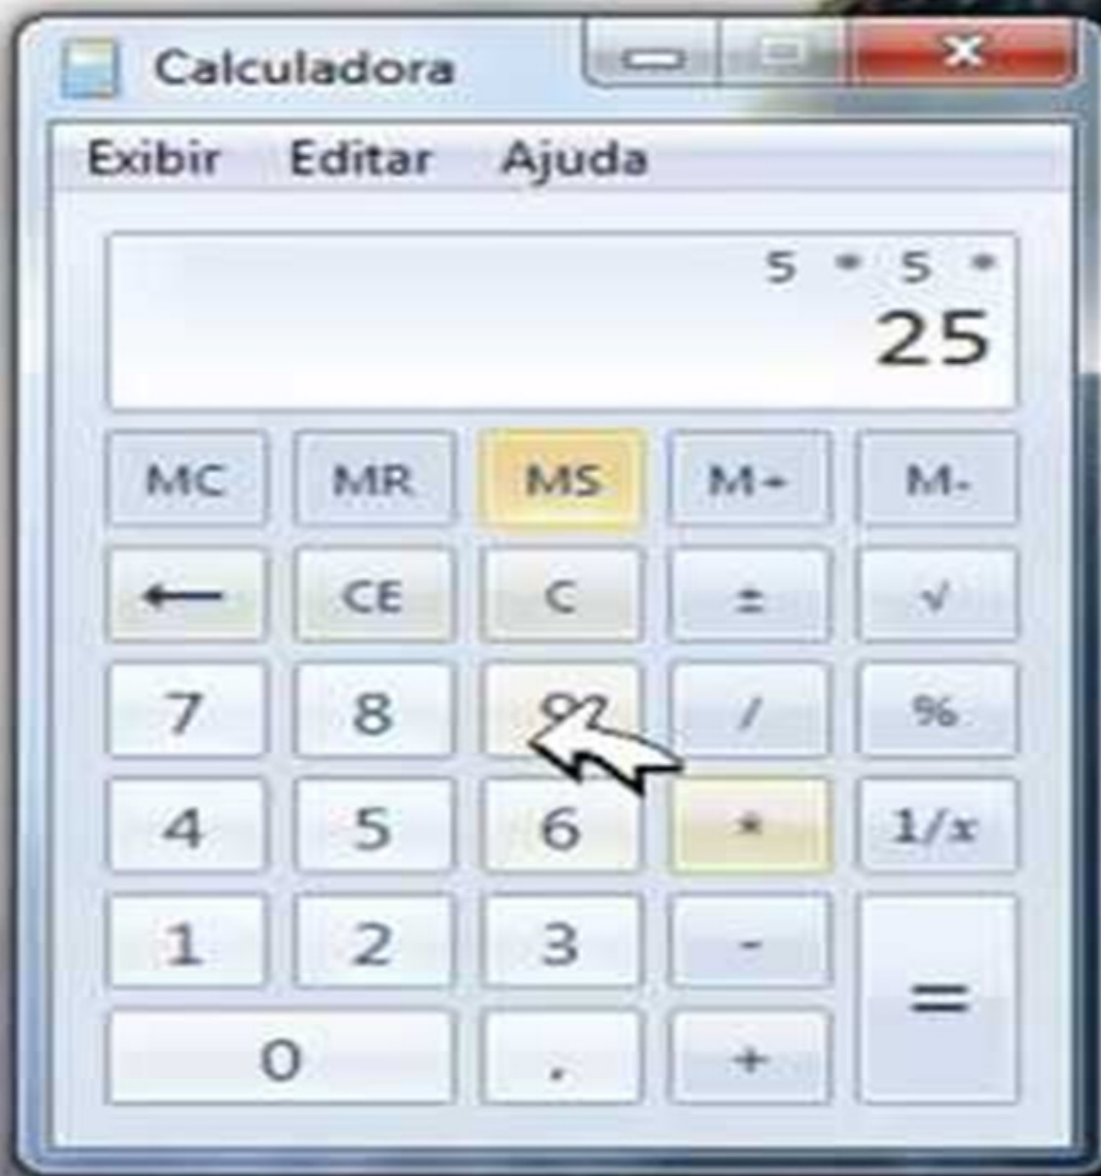 Calculadora
Exibir Editar Ajuda
5 * 5 *
25
MC MR MS M+ M-
← CE C ± √
7 8 / %
4 5 6 * 1/x
1 2 3 - =
0 . +